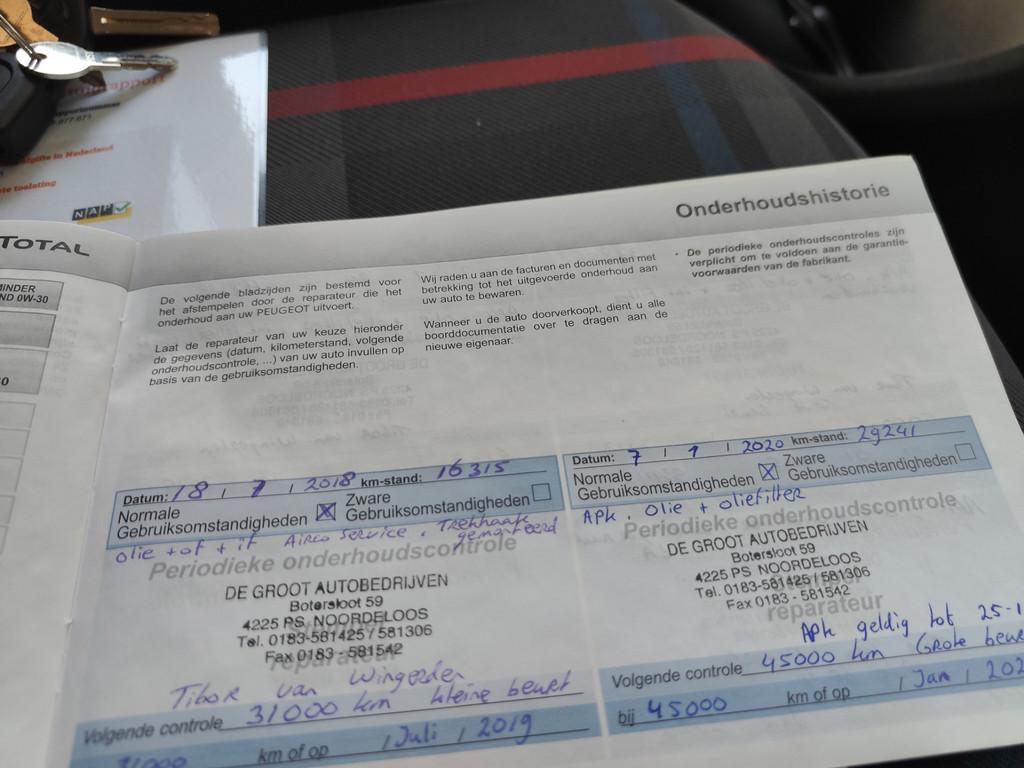 NAP
ifte in Nederland
te toelating
TOTAL
Onderhoudshistorie
De volgende bladzijden zijn bestemd voor
het afstempelen door de reparateur die het
onderhoud aan uw PEUGEOT uitvoert.
Laat de reparateur van uw keuze hieronder
de gegevens (datum, kilometerstand, volgende
onderhoudscontrole, ...) van uw auto invullen op
basis van de gebruiksomstandigheden.
Wij raden u aan de facturen en documenten met
betrekking tot het uitgevoerde onderhoud aan
uw auto te bewaren.
Wanneer u de auto doorverkoopt, dient u alle
boorddocumentatie over te dragen aan de
nieuwe eigenaar.
• De periodieke onderhoudscontroles zijn
verplicht om te voldoen aan de garantie-
voorwaarden van de fabrikant.
INDER
ND 0W-30
Datum: 18 / 7 / 2018 km-stand: 16315
Normale
Gebruiksomstandigheden
Zware
Gebruiksomstandigheden
olie + of + if Airco service. Trekhaak
gemonteerd
Periodieke onderhoudscontrole
DE GROOT AUTOBEDRIJVEN
Botersloot 59
4225 PS NOORDELOOS
Tel. 0183-581425 / 581306
Fax 0183 - 581542
Tibor van Wingerden
Volgende controle 31000 km kleine beurt
km of op / Juli / 2019
Datum: 7 / 1 / 2020 km-stand: 29241
Normale
Gebruiksomstandigheden
Zware
Gebruiksomstandigheden
APK, olie + oliefilter
Periodieke onderhoudscontrole
DE GROOT AUTOBEDRIJVEN
Botersloot 59
4225 PS NOORDELOOS
Tel. 0183-581425 / 581306
Fax 0183 - 581542
reparateur
APK geldig tot 25-1
Volgende controle 45000 km Grote beur
bij 45000 km of op / Jan / 202